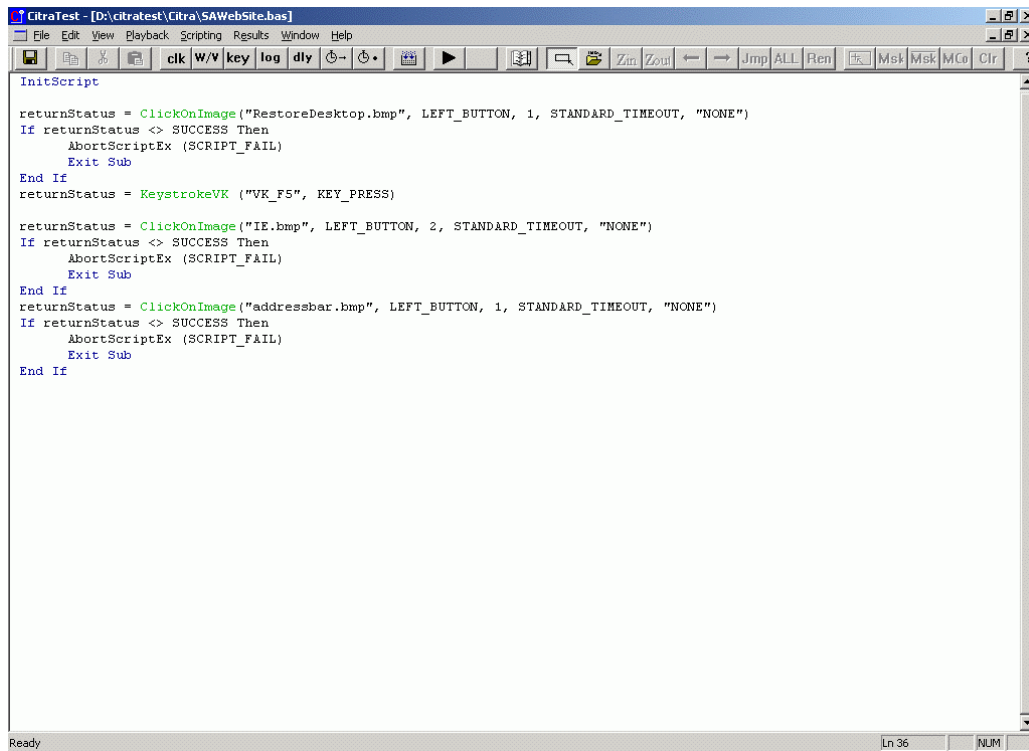 CitraTest - [D:\citratest\Citra\SAWebSite.bas]
File Edit View Playback Scripting Results Window Help
clk W/V key log dly Zin Zout Jmp ALL Ren Msk Msk MCo Clr ?
InitScript
returnStatus = ClickOnImage("RestoreDesktop.bmp", LEFT_BUTTON, 1, STANDARD_TIMEOUT, "NONE")
If returnStatus <> SUCCESS Then
AbortScriptEx (SCRIPT_FAIL)
Exit Sub
End If
returnStatus = KeystrokeVK ("VK_F5", KEY_PRESS)
returnStatus = ClickOnImage("IE.bmp", LEFT_BUTTON, 2, STANDARD_TIMEOUT, "NONE")
If returnStatus <> SUCCESS Then
AbortScriptEx (SCRIPT_FAIL)
Exit Sub
End If
returnStatus = ClickOnImage("addressbar.bmp", LEFT_BUTTON, 1, STANDARD_TIMEOUT, "NONE")
If returnStatus <> SUCCESS Then
AbortScriptEx (SCRIPT_FAIL)
Exit Sub
End If
Ready Ln 36 NUM